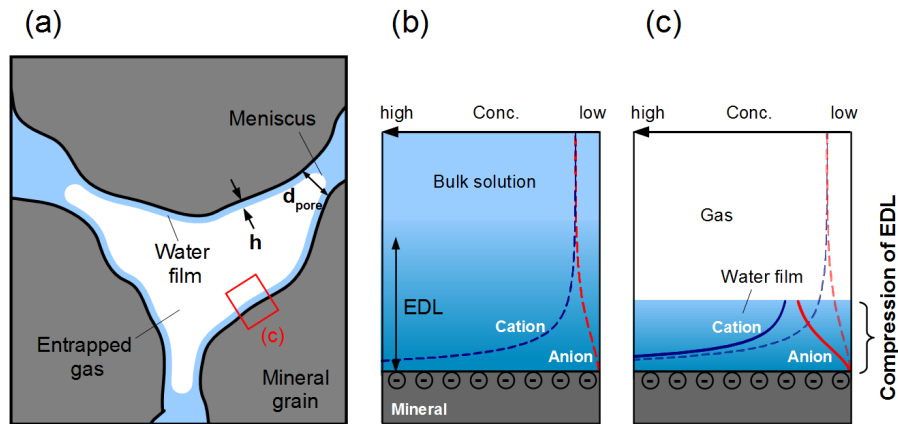 (a)
Meniscus
d_pore
h
Water
film
Entrapped
gas
(c)
Mineral
grain
(b)
high Conc. low
Bulk solution
EDL
Cation
Anion
- - - - - - - -
Mineral
(c)
high Conc. low
Gas
Water film
Cation
Anion
- - - - - - - -
Compression of EDL